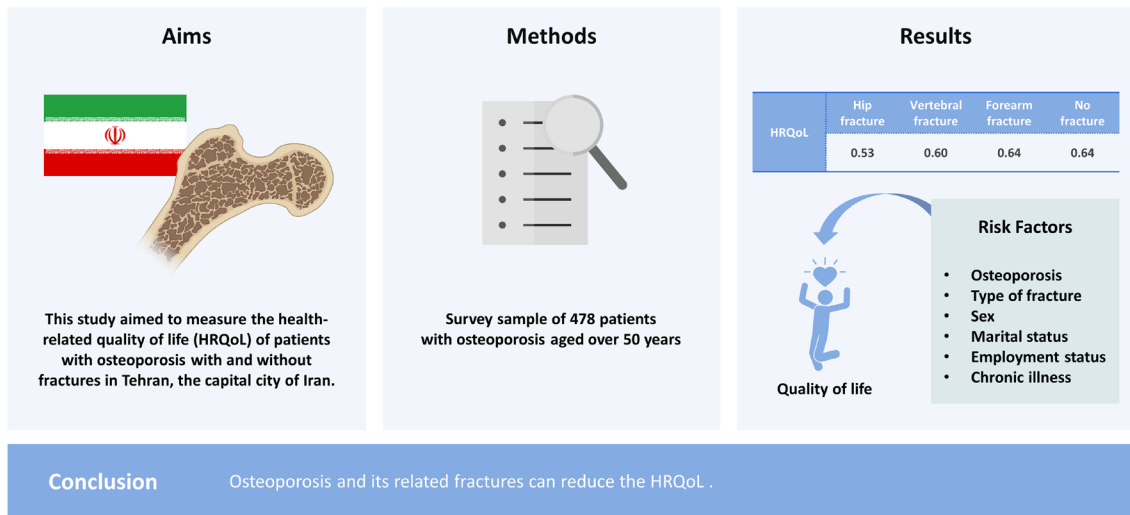 Aims
This study aimed to measure the health-
related quality of life (HRQoL) of patients
with osteoporosis with and without
fractures in Tehran, the capital city of Iran.
Methods
Survey sample of 478 patients
with osteoporosis aged over 50 years
Results
HRQoL
Hip
fracture
Vertebral
fracture
Forearm
fracture
No
fracture
0.53 0.60 0.64 0.64
Quality of life
Risk Factors
• Osteoporosis
• Type of fracture
• Sex
• Marital status
• Employment status
• Chronic illness
Conclusion
Osteoporosis and its related fractures can reduce the HRQoL .